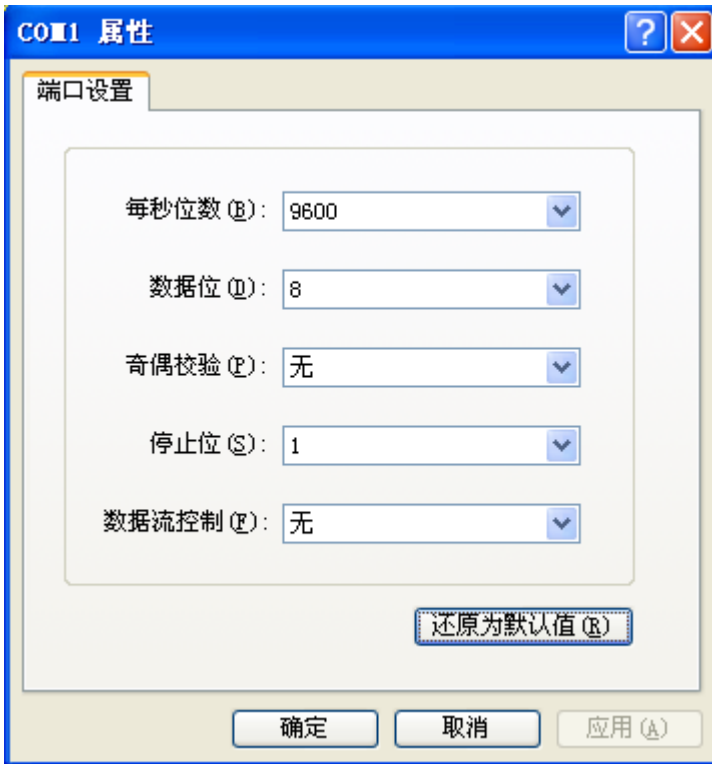 COM1 属性
端口设置
每秒位数(B): 9600
数据位(D): 8
奇偶校验(P): 无
停止位(S): 1
数据流控制(F): 无
还原为默认值(R)
确定 取消 应用(A)